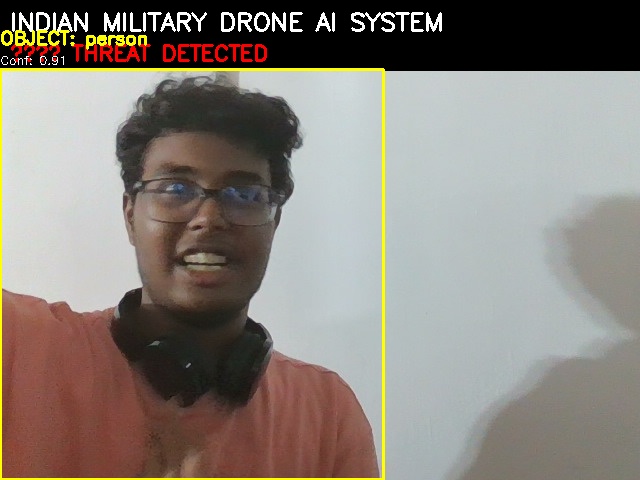 INDIAN MILITARY DRONE AI SYSTEM
OBJECT: person
???? THREAT DETECTED
Conf: 0.91